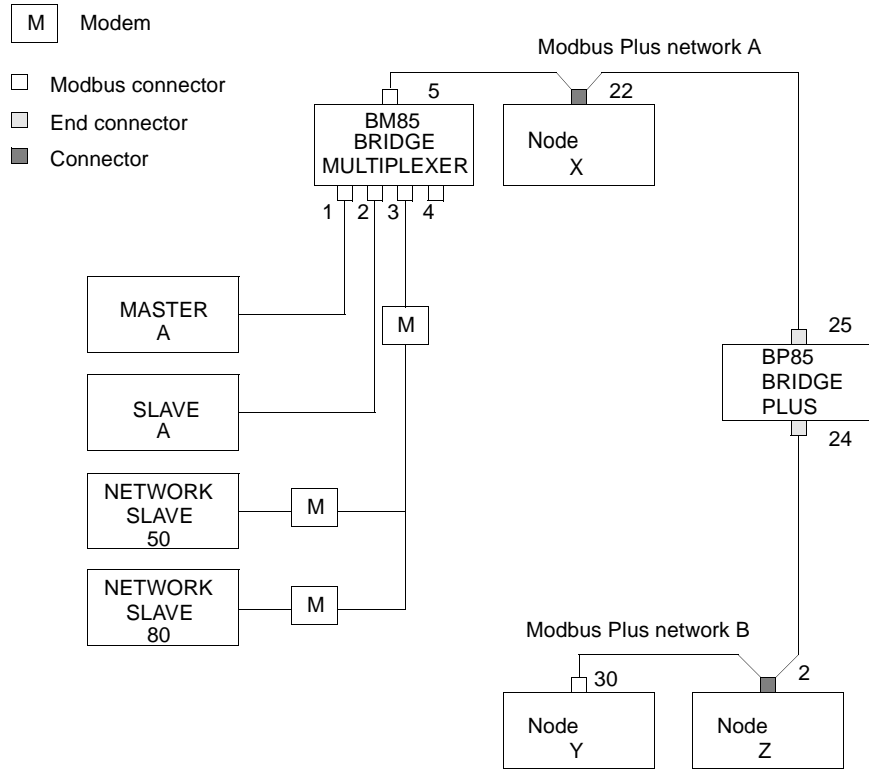 M Modem
Modbus connector
End connector
Connector
Modbus Plus network A
5
22
BM85
BRIDGE
MULTIPLEXER
Node
X
1 2 3 4
MASTER
A
M
25
BP85
BRIDGE
PLUS
24
SLAVE
A
NETWORK
SLAVE
50
M
NETWORK
SLAVE
80
M
Modbus Plus network B
30
2
Node
Y
Node
Z